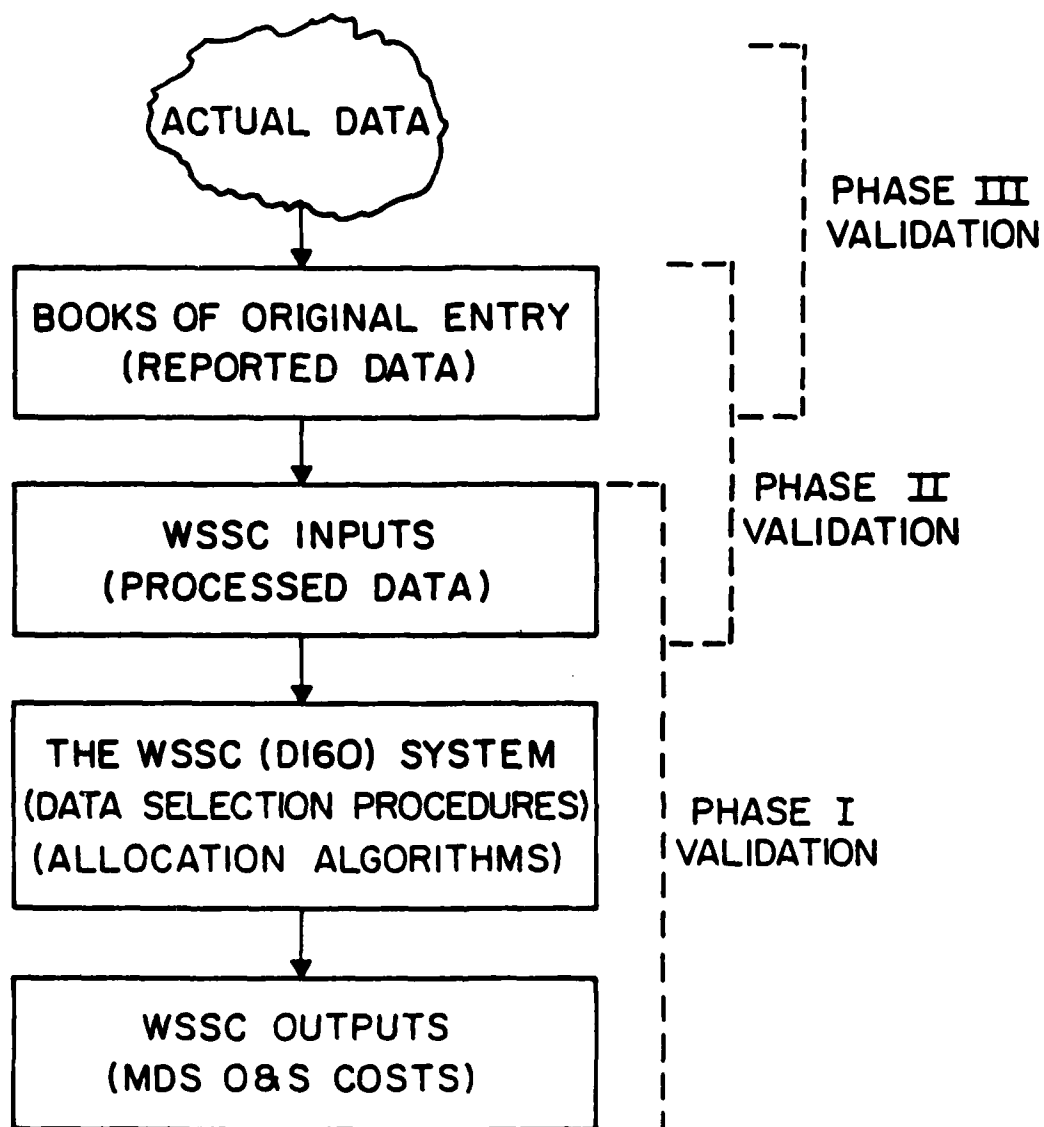 ACTUAL DATA
PHASE III
VALIDATION
BOOKS OF ORIGINAL ENTRY
(REPORTED DATA)
PHASE II
VALIDATION
WSSC INPUTS
(PROCESSED DATA)
THE WSSC (D160) SYSTEM
(DATA SELECTION PROCEDURES)
(ALLOCATION ALGORITHMS)
PHASE I
VALIDATION
WSSC OUTPUTS
(MDS O&S COSTS)